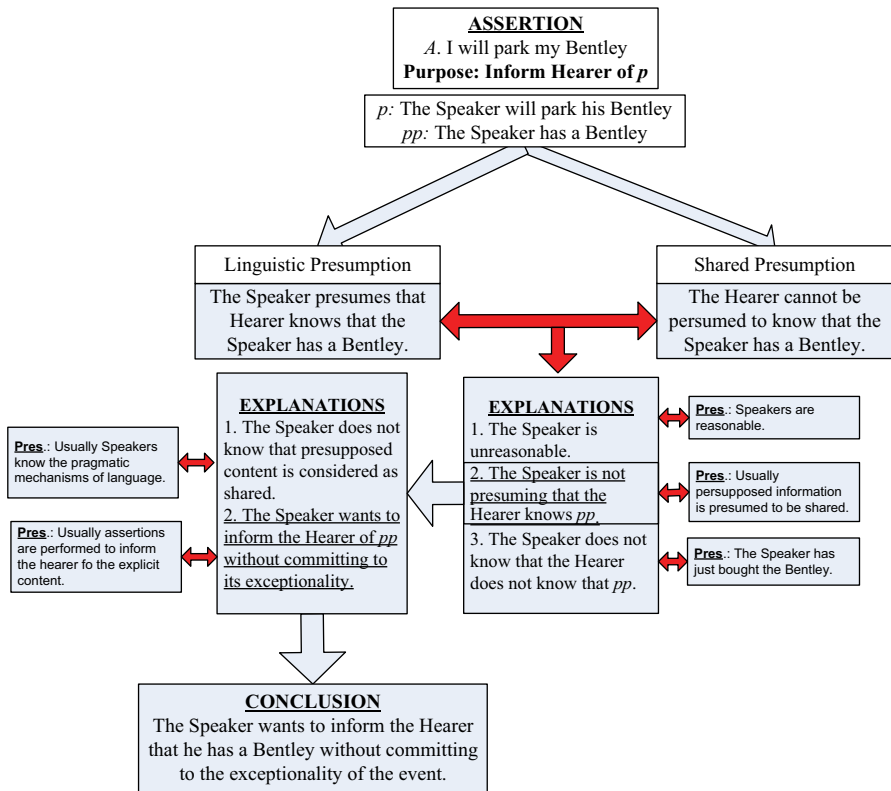 ASSERTION
A. I will park my Bentley
Purpose: Inform Hearer of p
p: The Speaker will park his Bentley
pp: The Speaker has a Bentley
Linguistic Presumption
The Speaker presumes that
Hearer knows that the
Speaker has a Bentley.
Shared Presumption
The Hearer cannot be
persumed to know that the
Speaker has a Bentley.
EXPLANATIONS
1. The Speaker is
unreasonable.
2. The Speaker is not
presuming that the
Hearer knows pp.
3. The Speaker does not
know that the Hearer
does not know that pp.
Pres.: Speakers are
reasonable.
Pres.: Usually
persupposed information
is presumed to be shared.
Pres.: The Speaker has
just bought the Bentley.
EXPLANATIONS
1. The Speaker does not
know that presupposed
content is considered as
shared.
2. The Speaker wants to
inform the Hearer of pp
without committing to
its exceptionality.
Pres.: Usually Speakers
know the pragmatic
mechanisms of language.
Pres.: Usually assertions
are performed to inform
the hearer fo the explicit
content.
CONCLUSION
The Speaker wants to inform the Hearer
that he has a Bentley without committing
to the exceptionality of the event.